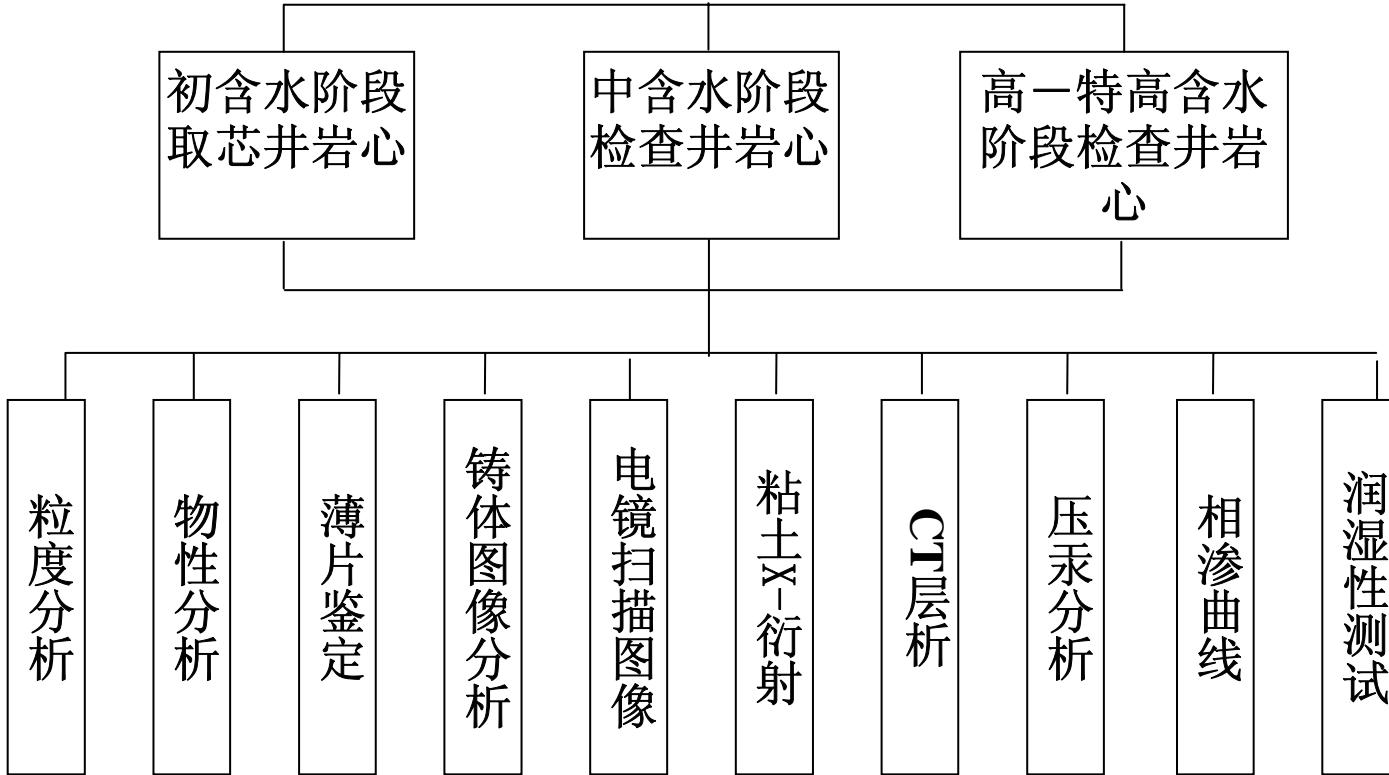 初含水阶段
取芯井岩心
中含水阶段
检查井岩心
高－特高含水
阶段检查井岩
心
粒度分析
物性分析
薄片鉴定
铸体图像分析
电镜扫描图像
粘土X-衍射
CT层析
压汞分析
相渗曲线
润湿性测试